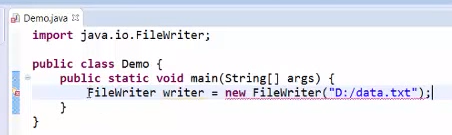 Demo.java
import java.io.FileWriter;
public class Demo {
public static void main(String[] args) {
FileWriter writer = new FileWriter("D:/data.txt");
}
}